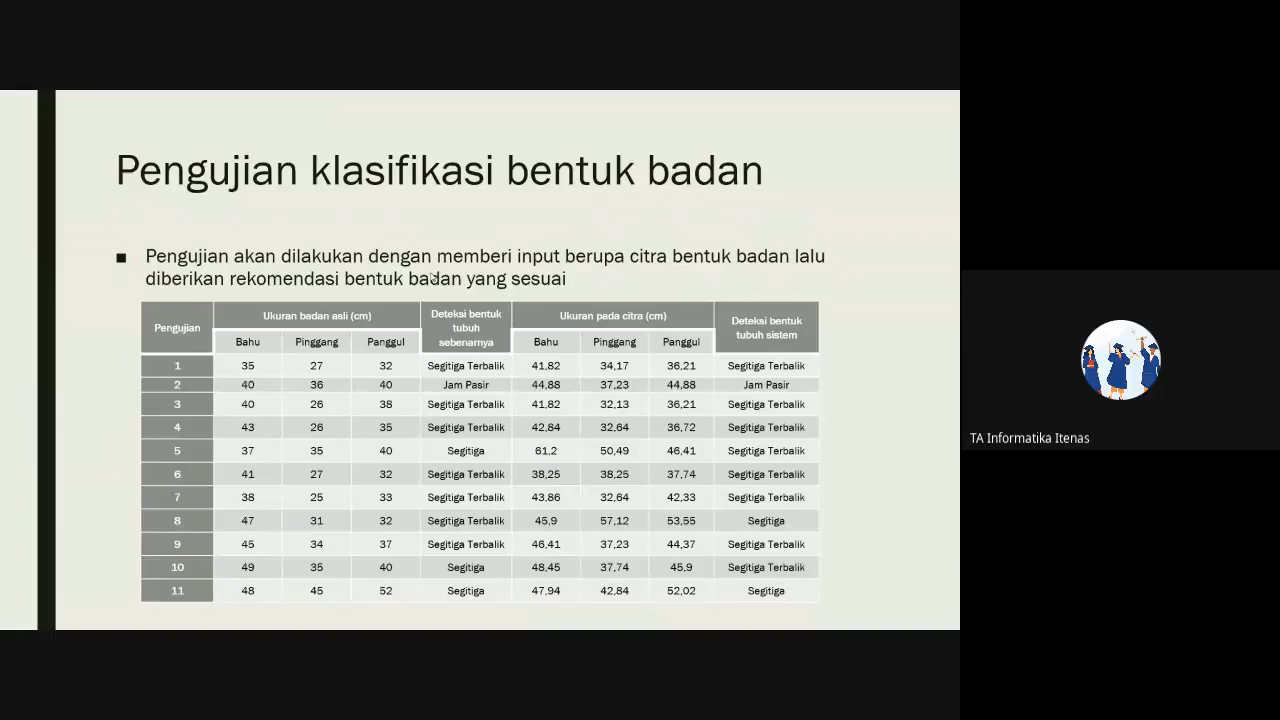 Pengujian klasifikasi bentuk badan
■ Pengujian akan dilakukan dengan memberi input berupa citra bentuk badan lalu
diberikan rekomendasi bentuk badan yang sesuai
Pengujian Ukuran badan asli (cm) Deteksi bentuk tubuh sebenarnya Ukuran pada citra (cm) Deteksi bentuk tubuh sistem
Bahu Pinggang Panggul Bahu Pinggang Panggul
1 35 27 32 Segitiga Terbalik 41,82 34,17 36,21 Segitiga Terbalik
2 40 36 40 Jam Pasir 44,88 37,23 44,88 Jam Pasir
3 40 26 38 Segitiga Terbalik 41,82 32,13 36,21 Segitiga Terbalik
4 43 26 35 Segitiga Terbalik 42,84 32,64 36,72 Segitiga Terbalik
5 37 35 40 Segitiga 61,2 50,49 46,41 Segitiga Terbalik
6 41 27 32 Segitiga Terbalik 38,25 38,25 37,74 Segitiga Terbalik
7 38 25 33 Segitiga Terbalik 43,86 32,64 42,33 Segitiga Terbalik
8 47 31 32 Segitiga Terbalik 45,9 57,12 53,55 Segitiga
9 45 34 37 Segitiga Terbalik 46,41 37,23 44,37 Segitiga Terbalik
10 49 35 40 Segitiga 48,45 37,74 45,9 Segitiga Terbalik
11 48 45 52 Segitiga 47,94 42,84 52,02 Segitiga
TA Informatika Itenas